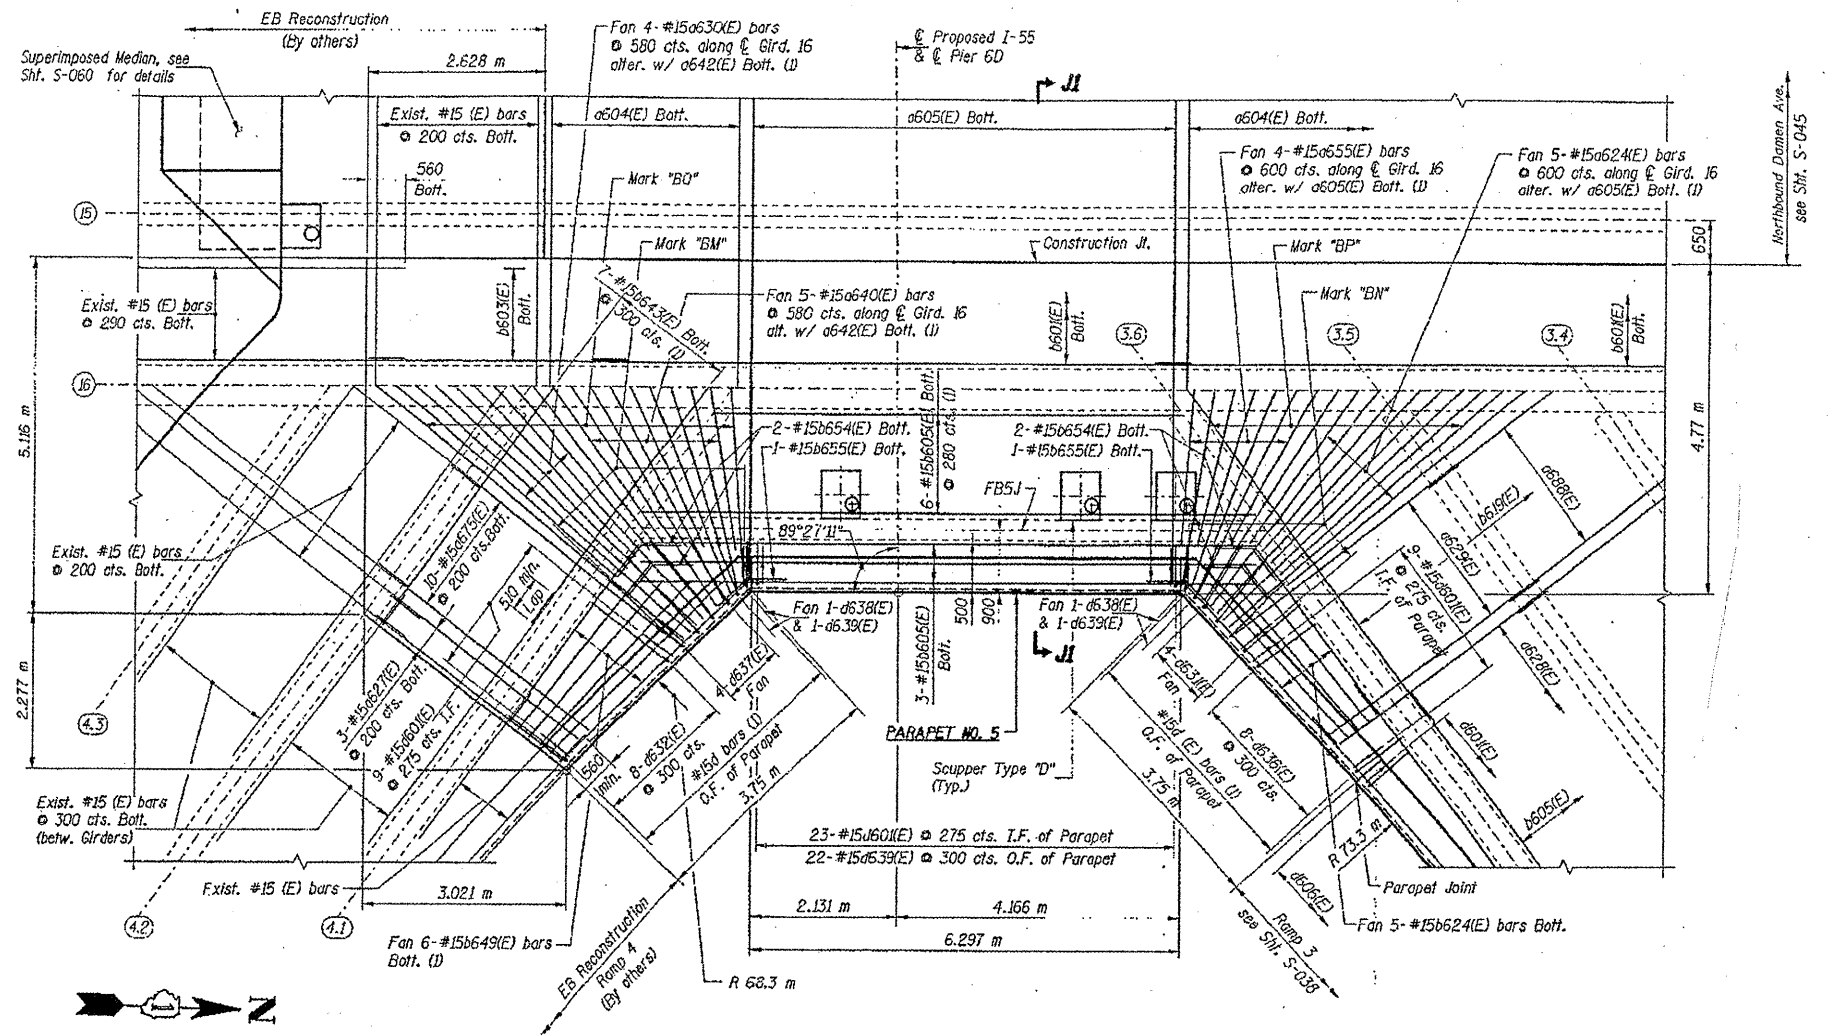 EB Reconstruction
(By others)
Superimposed Median, see
Sht. S-060 for details
2.628 m
Fan 4-#15a630(E) bars
@ 580 cts. along ℄ Gird. 16
alter. w/ a642(E) Bott. (1)
℄ Proposed I-55
& ℄ Pier 6D
J1
Northbound Damen Ave.
see Sht. S-045
Exist. #15 (E) bars
@ 200 cts. Bott.
a604(E) Bott.
a605(E) Bott.
a604(E) Bott.
560
Bott.
Mark "BQ"
Fan 4-#15a655(E) bars
@ 600 cts. along ℄ Gird. 16
alter. w/ a605(E) Bott. (1)
Fan 5-#15a624(E) bars
@ 600 cts. along ℄ Gird. 16
alter. w/ a605(E) Bott. (1)
15
Mark "BM"
Construction Jt.
Mark "BP"
650
Exist. #15 (E) bars
@ 290 cts. Bott.
b603(E)
Bott.
7-#15b643(E) Bott.
@ 300 cts. (1)
Fan 5-#15a640(E) bars
@ 580 cts. along ℄ Gird. 16
alt. w/ a642(E) Bott. (1)
Mark "BN"
b601(E)
Bott.
3.6
3.5
3.4
b601(E)
Bott.
16
5.116 m
4.77 m
6-#15b605(E) Bott.
@ 280 cts. (1)
2-#15b654(E) Bott.
1-#15b655(E) Bott.
2-#15b654(E) Bott.
1-#15b655(E) Bott.
FB5J
89°27'11"
a688(E)
b619(E)
a629(E)
9-#15d601(E)
@ 275 cts.
I.F. of Parapet
a628(E)
Exist. #15 (E) bars
@ 200 cts. Bott.
10-#15a675(E)
@ 200 cts. Bott.
510 min.
Lap
Fan 1-d638(E)
& 1-d639(E)
3-#15b605(E)
Bott.
500
900
Fan 1-d638(E)
& 1-d639(E)
J1
2.277 m
4.3
3-#15a627(E)
@ 200 cts. Bott.
9-#15d601(E)
@ 275 cts. I.F.
4-d637(E)
Fan
8-d632(E)
@ 300 cts.
#15d bars (1)
O.F. of Parapet
3.75 m
560
min.
PARAPET NO. 5
Scupper Type "D"
(Typ.)
4-d631(E)
Fan
#15d (E) bars (1)
O.F. of Parapet
3.75 m
8-d636(E)
@ 300 cts.
d601(E)
b605(E)
Exist. #15 (E) bars
@ 300 cts. Bott.
(betw. Girders)
23-#15d601(E) @ 275 cts. I.F. of Parapet
22-#15d639(E) @ 300 cts. O.F. of Parapet
R 73.3 m
d606(E)
Parapet Joint
Exist. #15 (E) bars
3.021 m
2.131 m
4.166 m
6.297 m
4.2
4.1
Fan 6-#15b649(E) bars
Bott. (1)
EB Reconstruction
Ramp 4
(By others)
R 68.3 m
Ramp 3
see Sht. S-038
Fan 5-#15b624(E) bars Bott.
N